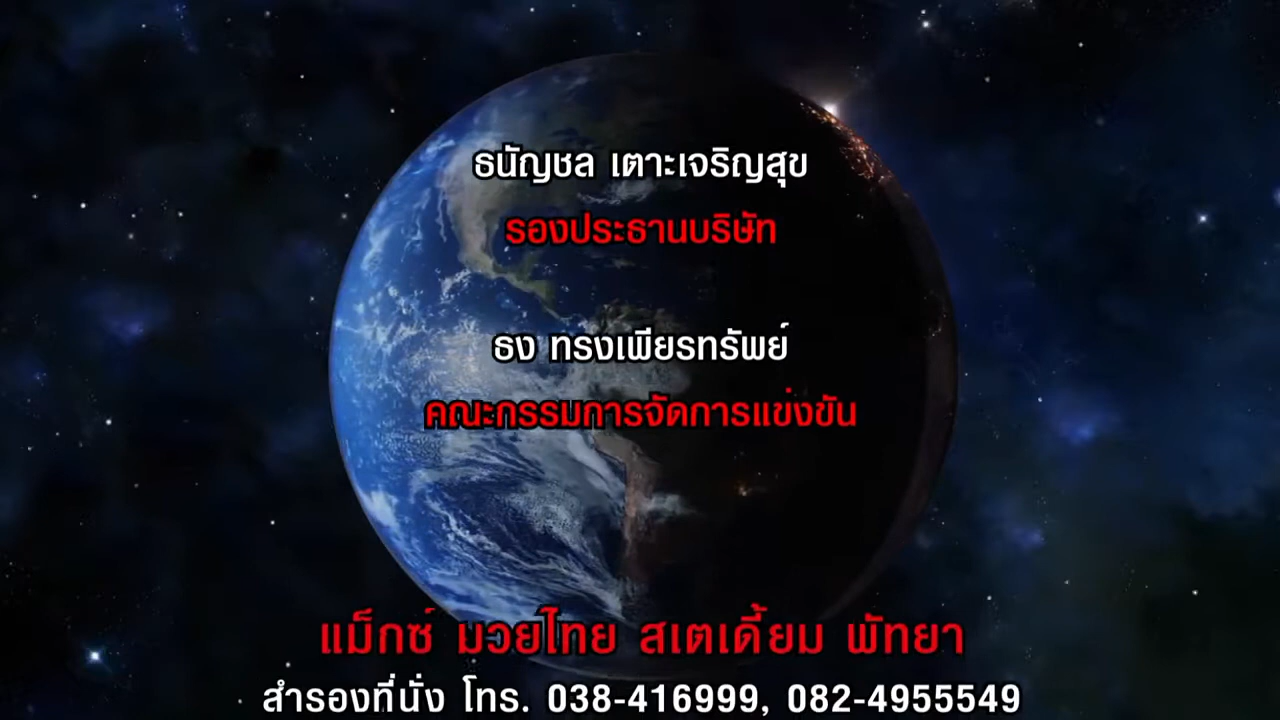 ธนัญชล เตาะเจริญสุข
รองประธานบริษัท
ธง ทรงเพียรทรัพย์
คณะกรรมการจัดการแข่งขัน
แม็กซ์ มวยไทย สเตเดี้ยม พัทยา
สำรองที่นั่ง โทร. 038-416999, 082-4955549